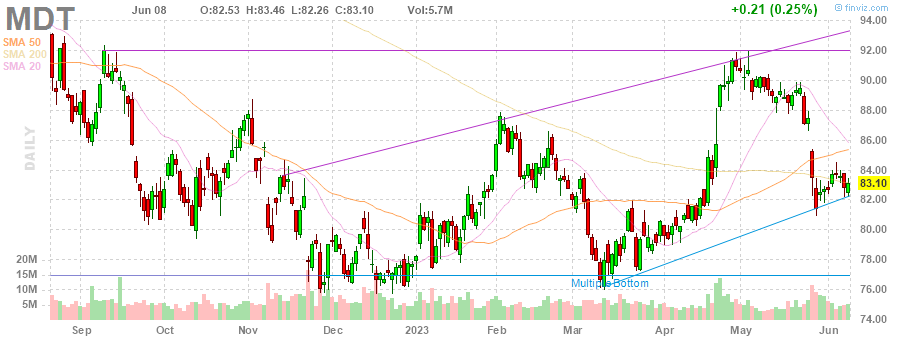 MDT Jun 08 O:82.53 H:83.46 L:82.26 C:83.10 Vol:5.7M +0.21 (0.25%) © finviz.com
94.00
SMA 50
SMA 200
SMA 20
92.00
90.00
88.00
86.00
DAILY
84.00
83.10
82.00
80.00
20M
78.00
15M
10M
Multiple Bottom
76.00
5M
74.00
Sep Oct Nov Dec 2023 Feb Mar Apr May Jun